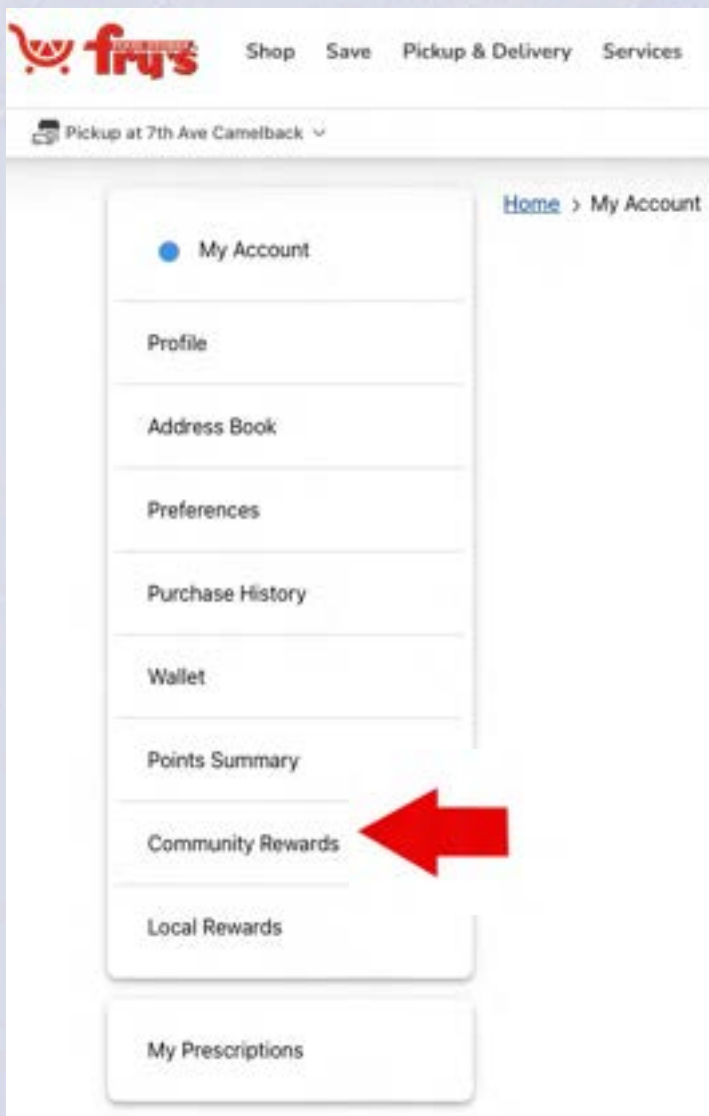 fry's
Shop Save Pickup & Delivery Services
Pickup at 7th Ave Camelback
Home > My Account
My Account
Profile
Address Book
Preferences
Purchase History
Wallet
Points Summary
Community Rewards
Local Rewards
My Prescriptions